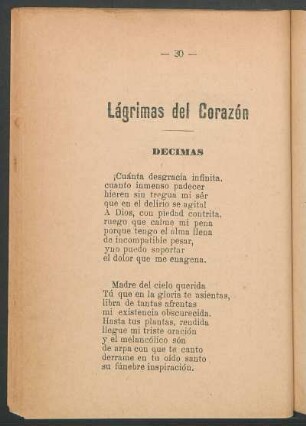 — 30 —
Lágrimas del Corazón
DECIMAS
¡Cuánta desgracia infinita,
cuanto inmenso padecer
hieren sin tregua mi sér
que en el delirio se agita!
A Dios, con piedad contrita,
ruego que calme mi pena
porque tengo el alma llena
de incompatible pesar,
y no puedo soportar
el dolor que me enagena.
Madre del cielo querida
Tú que en la gloria te asientas,
libra de tantas afrentas
mi existencia obscurecida.
Hasta tus plantas, rendida
llegue mi triste oración
y el melancólico són
de arpa con que te canto
derrame en tu oído santo
su fúnebre inspiración.